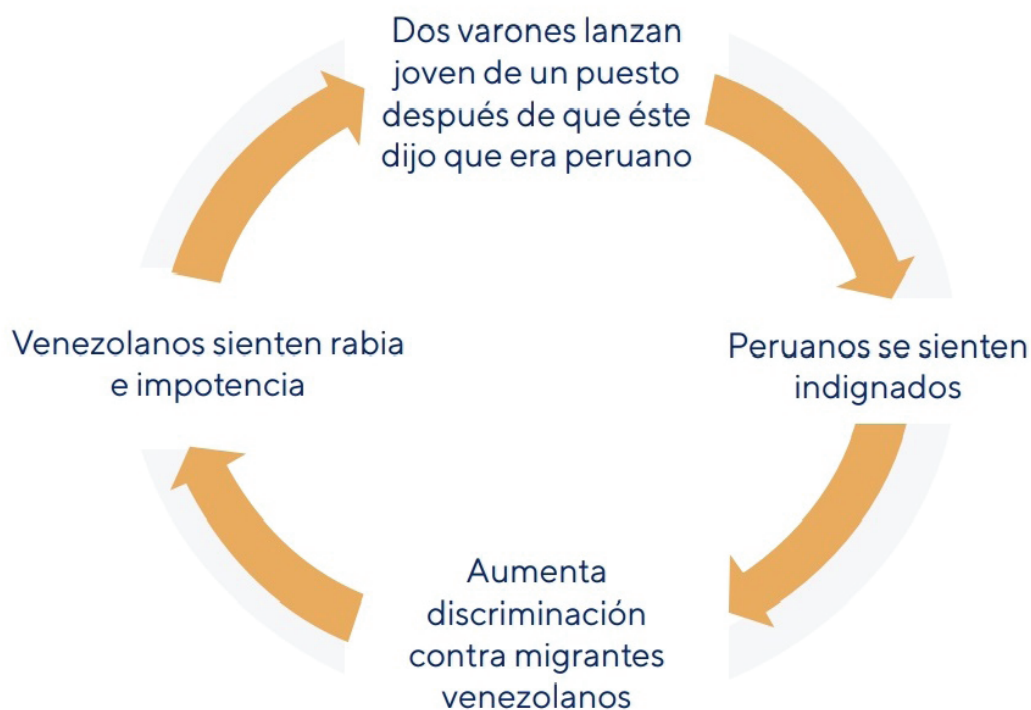 Dos varones lanzan
joven de un puesto
después de que éste
dijo que era peruano
Peruanos se sienten
indignados
Aumenta
discriminación
contra migrantes
venezolanos
Venezolanos sienten rabia
e impotencia